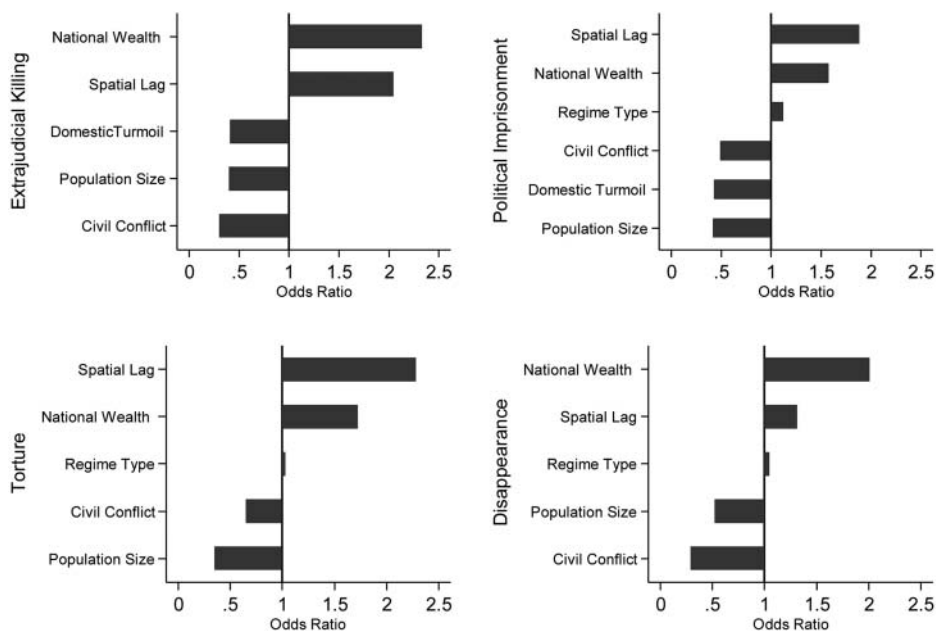 Extrajudicial Killing
National Wealth
Spatial Lag
DomesticTurmoil
Population Size
Civil Conflict
0 .5 1 1.5 2 2.5
Odds Ratio
Political Imprisonment
Spatial Lag
National Wealth
Regime Type
Civil Conflict
Domestic Turmoil
Population Size
0 .5 1 1.5 2 2.5
Odds Ratio
Torture
Spatial Lag
National Wealth
Regime Type
Civil Conflict
Population Size
0 .5 1 1.5 2 2.5
Odds Ratio
Disappearance
National Wealth
Spatial Lag
Regime Type
Population Size
Civil Conflict
0 .5 1 1.5 2 2.5
Odds Ratio